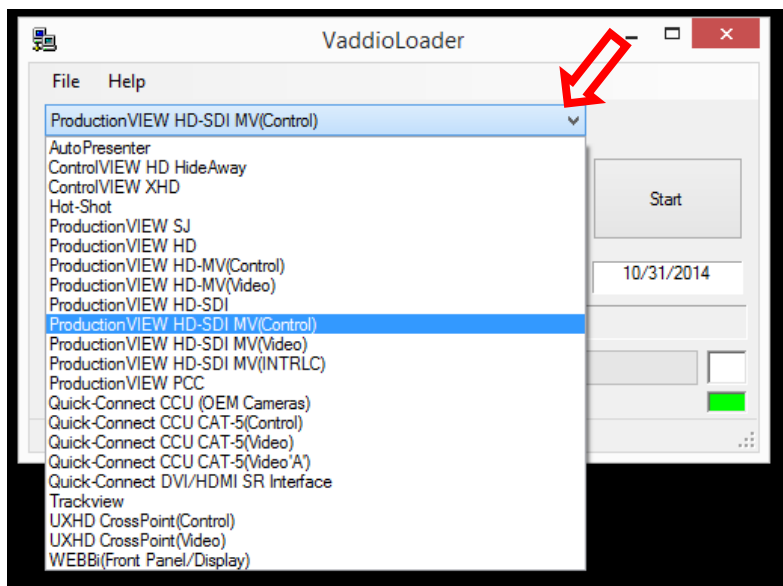 VaddioLoader
File Help
ProductionVIEW HD-SDI MV(Control)
AutoPresenter
ControlVIEW HD HideAway
ControlVIEW XHD
Hot-Shot
ProductionVIEW SJ
ProductionVIEW HD
ProductionVIEW HD-MV(Control)
ProductionVIEW HD-MV(Video)
ProductionVIEW HD-SDI
ProductionVIEW HD-SDI MV(Control)
ProductionVIEW HD-SDI MV(Video)
ProductionVIEW HD-SDI MV(INTRLC)
ProductionVIEW PCC
Quick-Connect CCU (OEM Cameras)
Quick-Connect CCU CAT-5(Control)
Quick-Connect CCU CAT-5(Video)
Quick-Connect CCU CAT-5(Video'A')
Quick-Connect DVI/HDMI SR Interface
Trackview
UXHD CrossPoint(Control)
UXHD CrossPoint(Video)
WEBBi(Front Panel/Display)
Start
10/31/2014